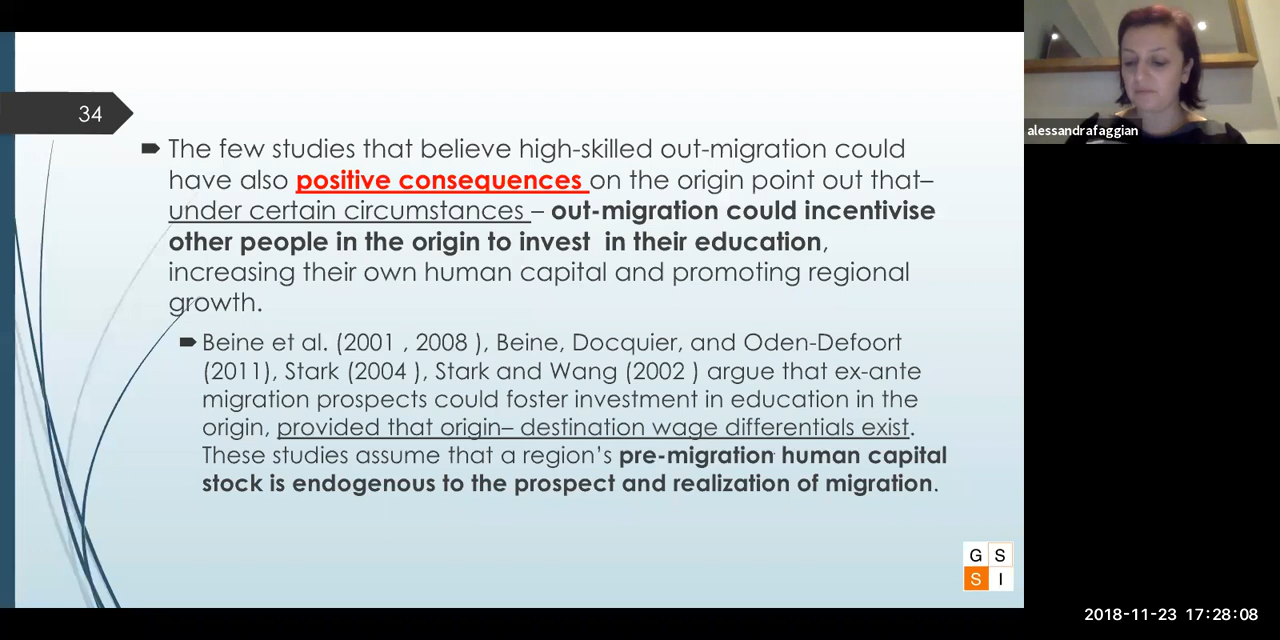 34
The few studies that believe high-skilled out-migration could
have also positive consequences on the origin point out that–
under certain circumstances – out-migration could incentivise
other people in the origin to invest in their education,
increasing their own human capital and promoting regional
growth.
Beine et al. (2001 , 2008 ), Beine, Docquier, and Oden-Defoort
(2011), Stark (2004 ), Stark and Wang (2002 ) argue that ex-ante
migration prospects could foster investment in education in the
origin, provided that origin– destination wage differentials exist.
These studies assume that a region's pre-migration human capital
stock is endogenous to the prospect and realization of migration.
G S
S I
alessandrafaggian
2018-11-23 17:28:08